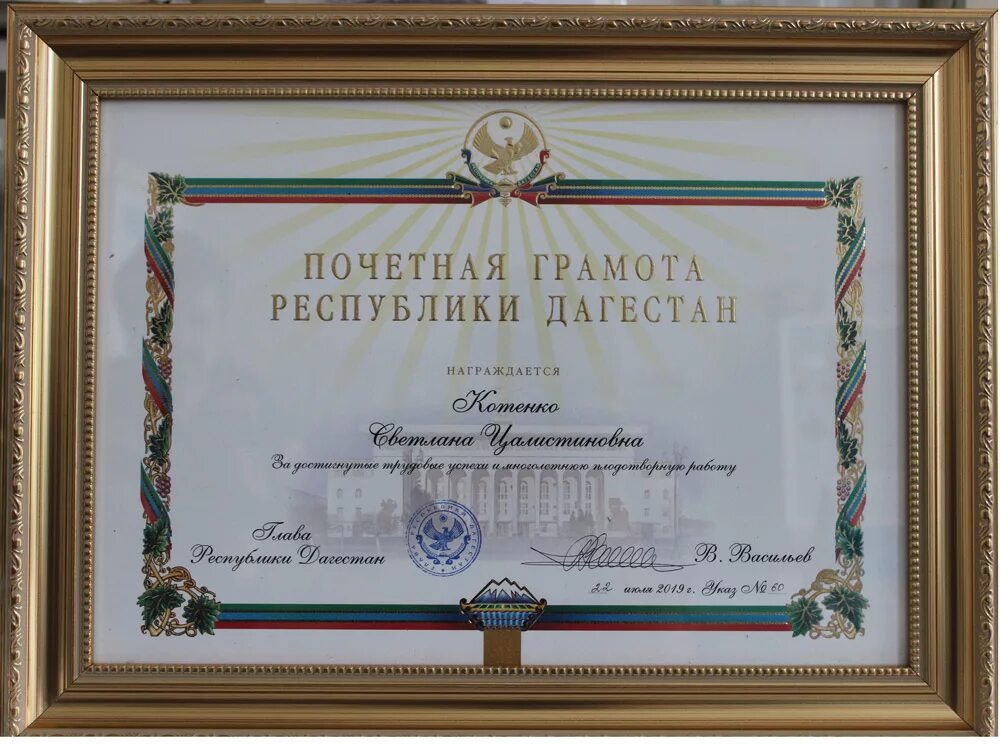 ПОЧЕТНАЯ ГРАМОТА
РЕСПУБЛИКИ ДАГЕСТАН
НАГРАЖДАЕТСЯ
Котенко
Светлана Цалистиновна
За достигнутые трудовые успехи и многолетнюю плодотворную работу
Глава
Республики Дагестан
В. Васильев
22 июля 2019 г. Указ № 60